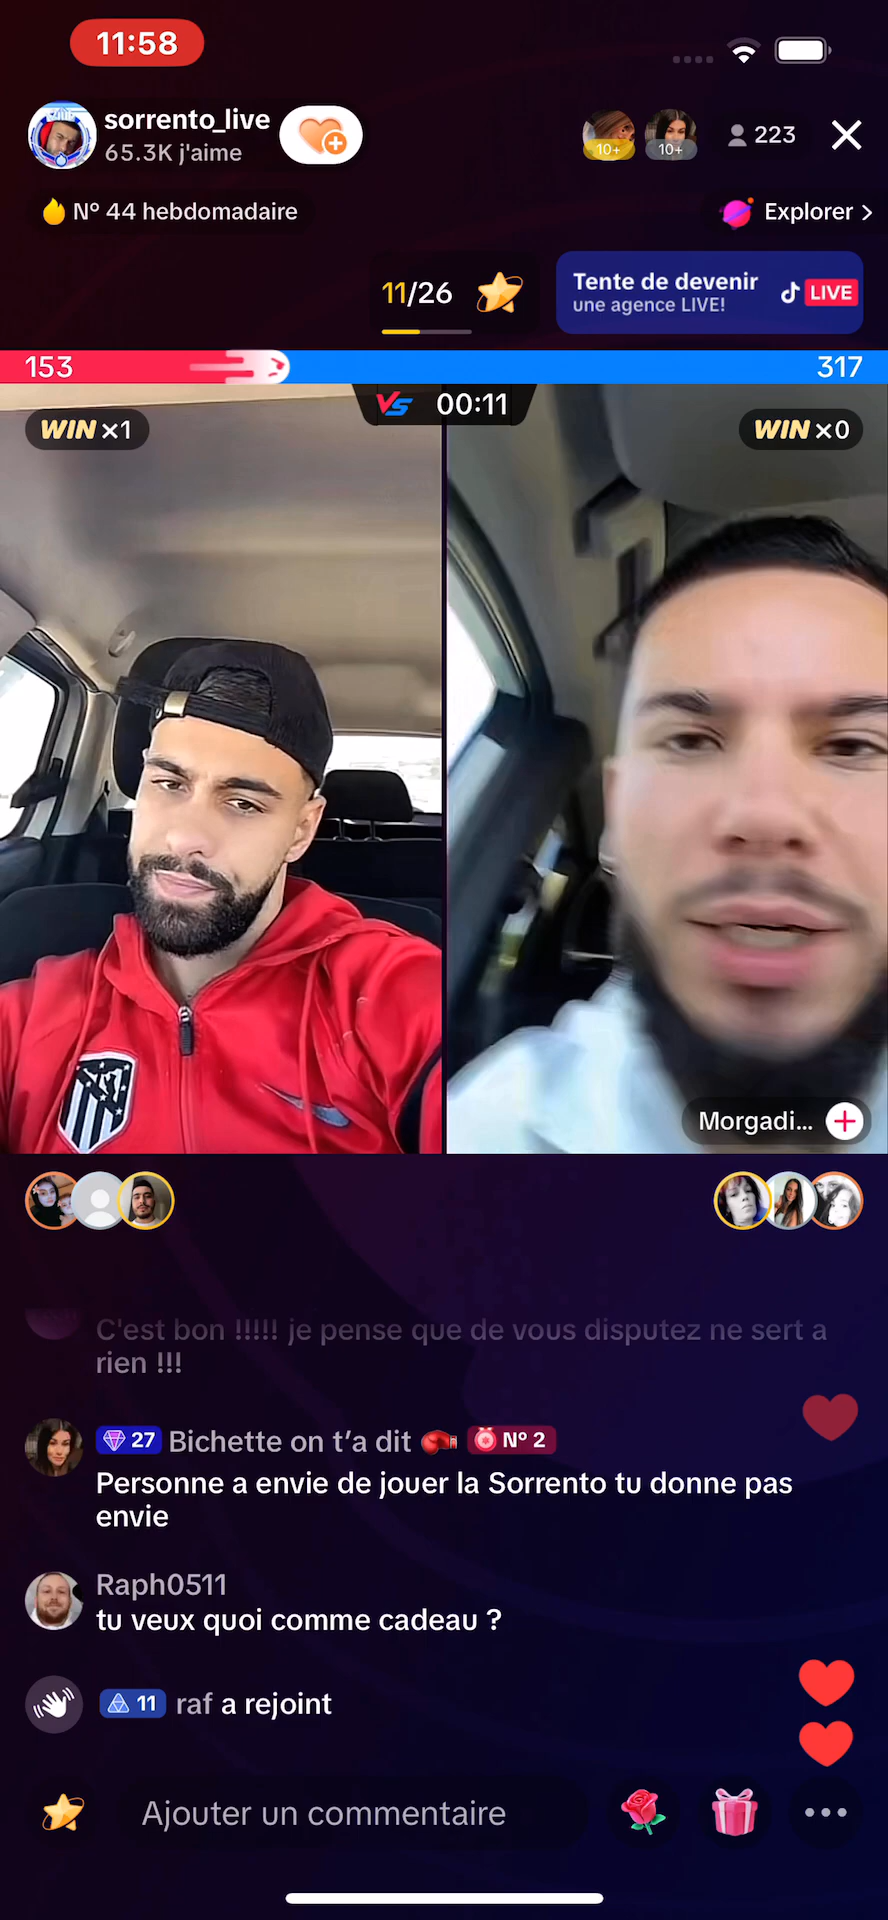 11:58
sorrento_live
65.3K j'aime
10+
10+
223
N° 44 hebdomadaire
Explorer >
11/26
Tente de devenir
une agence LIVE!
LIVE
153
317
VS 00:11
WIN x1
WIN x0
Morgadi...
C'est bon !!!!! je pense que de vous disputez ne sert a
rien !!!
27 Bichette on t’a dit N° 2
Personne a envie de jouer la Sorrento tu donne pas
envie
Raph0511
tu veux quoi comme cadeau ?
11 raf a rejoint
Ajouter un commentaire